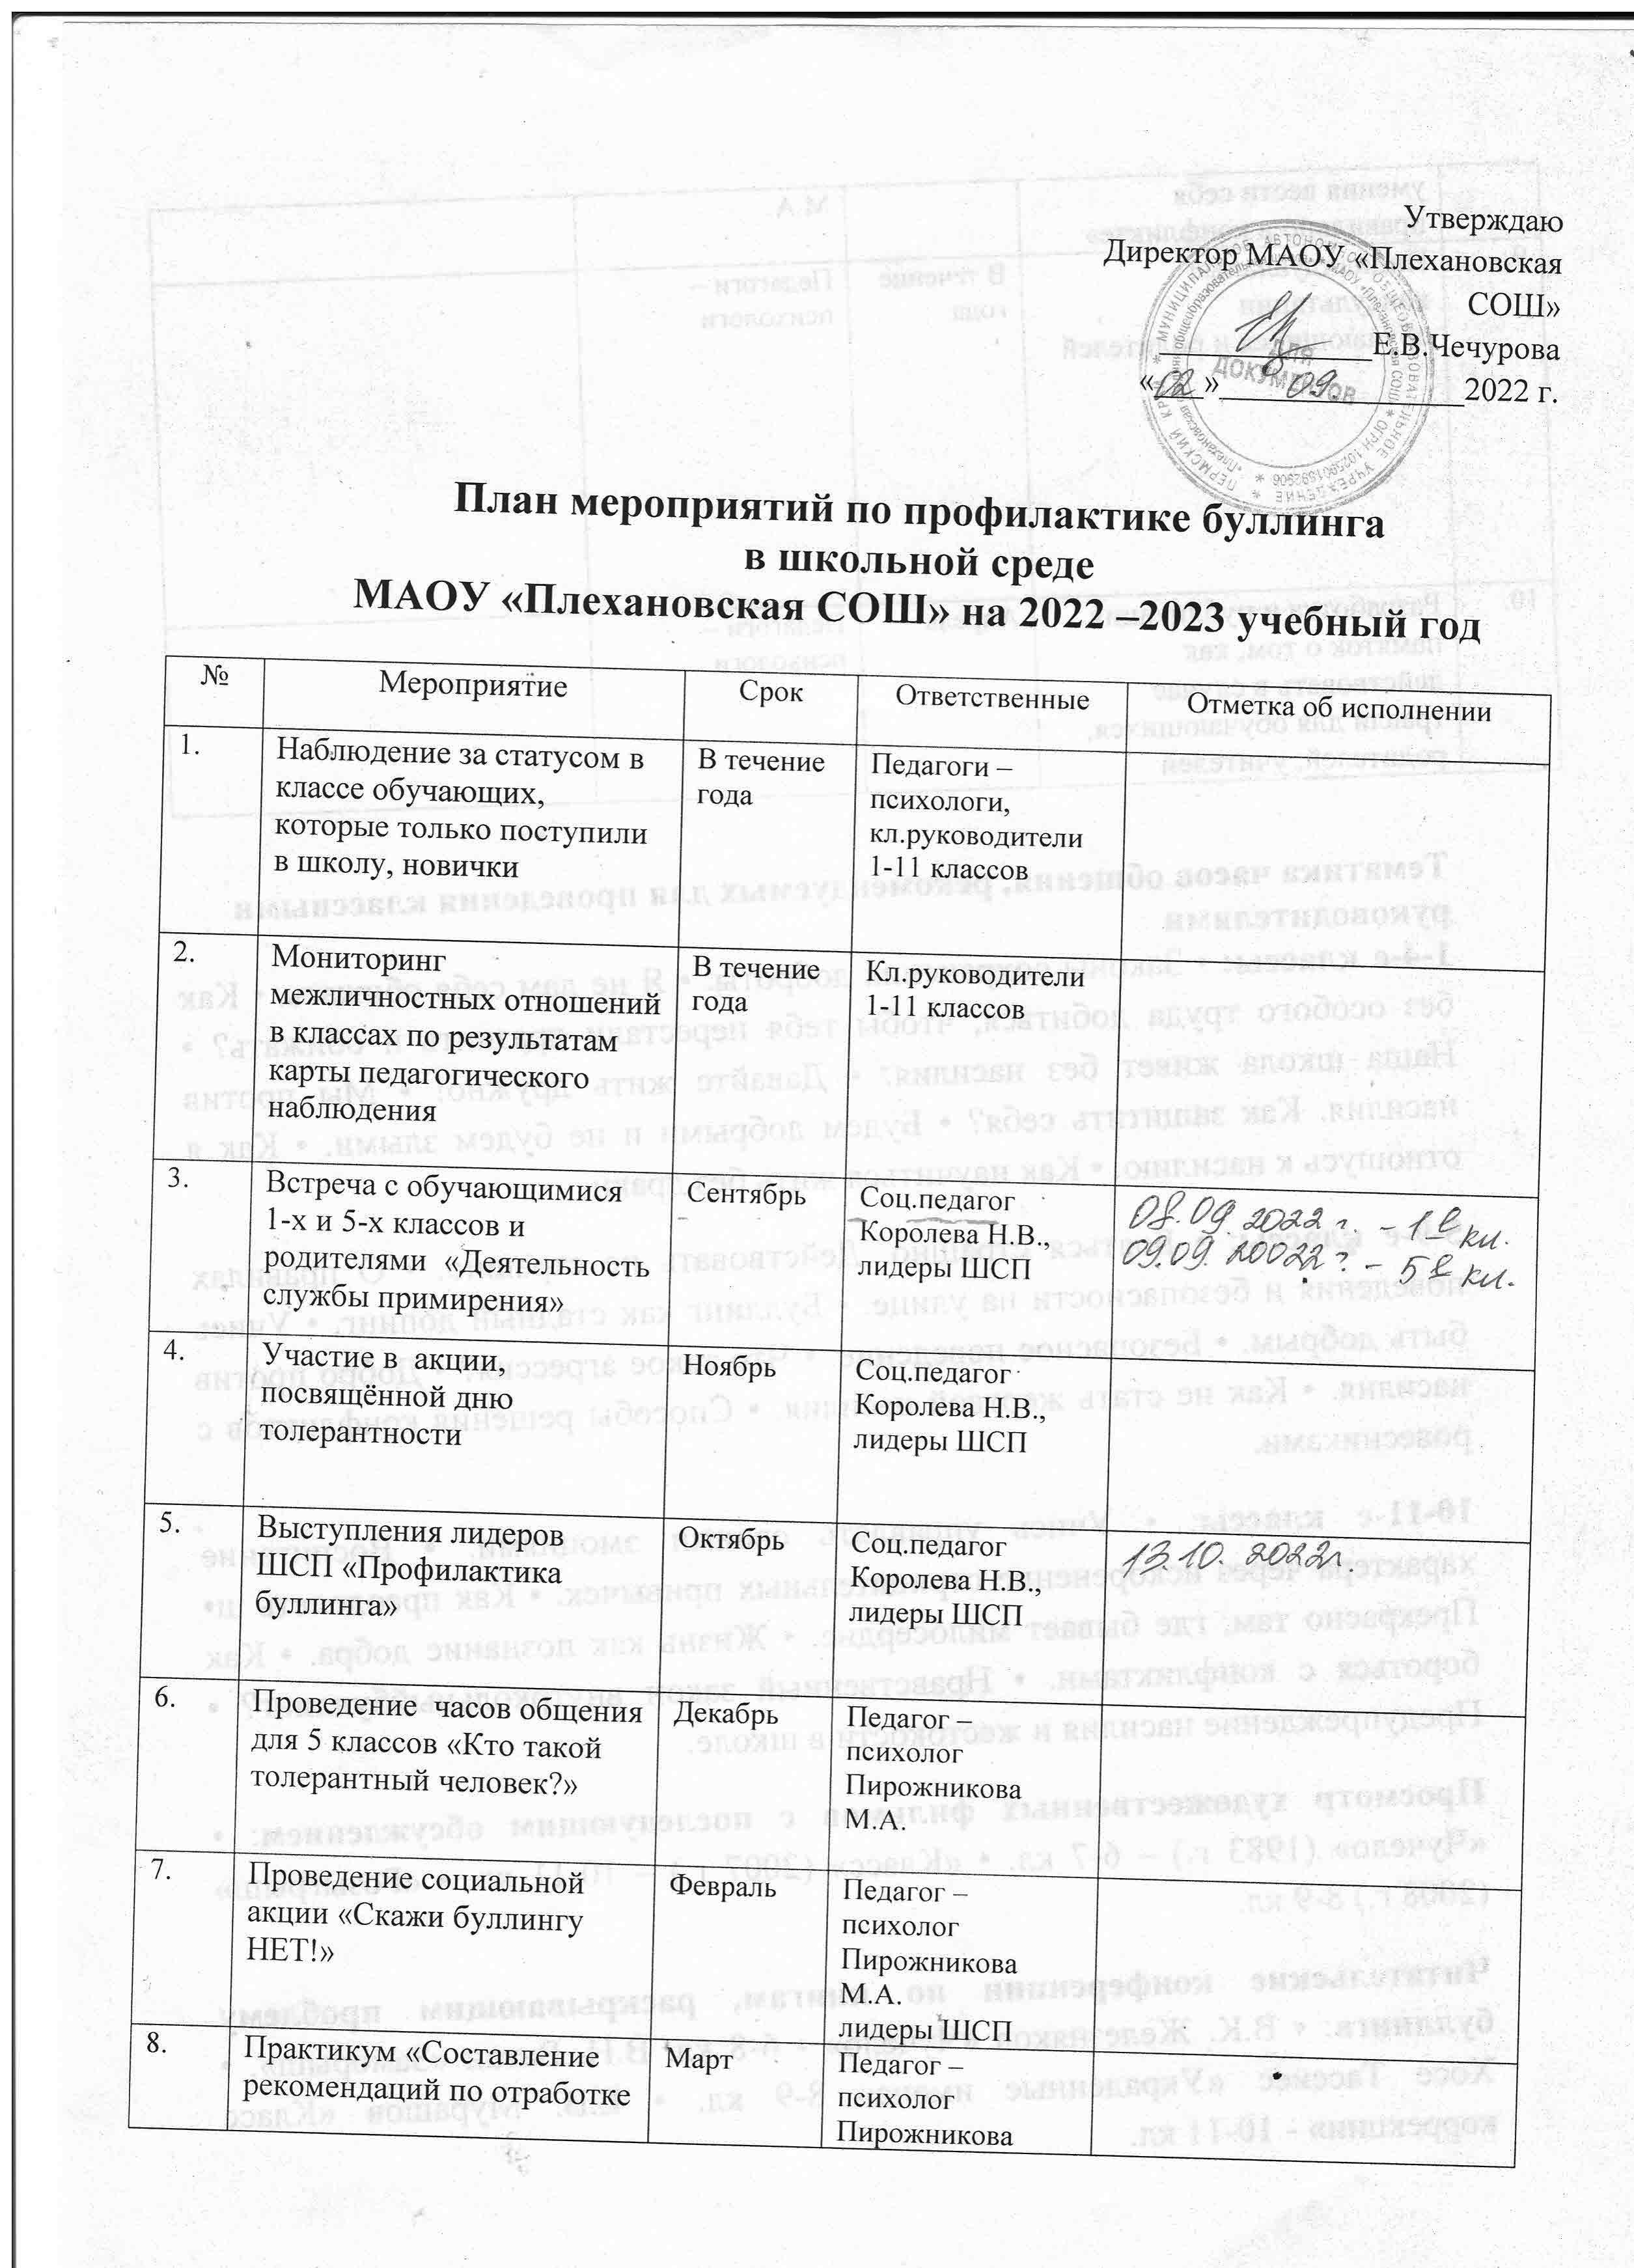 Утверждаю
Директор МАОУ «Плехановская
СОШ»
Е.В.Чечурова
«02» 09. 2022 г.
ДЛЯ
ДОКУМЕНТОВ
План мероприятий по профилактике буллинга
в школьной среде
МАОУ «Плехановская СОШ» на 2022 –2023 учебный год
№ Мероприятие Срок Ответственные Отметка об исполнении
1. Наблюдение за статусом в В течение Педагоги –
классе обучающих, года психологи,
которые только поступили кл.руководители
в школу, новички 1-11 классов
2. Мониторинг В течение Кл.руководители
межличностных отношений года 1-11 классов
в классах по результатам
карты педагогического
наблюдения
3. Встреча с обучающимися Сентябрь Соц.педагог 08.09.2022 г. - 1е кл.
1-х и 5-х классов и Королева Н.В., 09.09.20022 г. - 5е кл.
родителями «Деятельность лидеры ШСП
службы примирения»
4. Участие в акции, Ноябрь Соц.педагог
посвящённой дню Королева Н.В.,
толерантности лидеры ШСП
5. Выступления лидеров Октябрь Соц.педагог 13.10.2022г.
ШСП «Профилактика Королева Н.В.,
буллинга» лидеры ШСП
6. Проведение часов общения Декабрь Педагог –
для 5 классов «Кто такой психолог
толерантный человек?» Пирожникова
М.А.
7. Проведение социальной Февраль Педагог –
акции «Скажи буллингу психолог
НЕТ!» Пирожникова
М.А.
лидеры ШСП
8. Практикум «Составление Март Педагог –
рекомендаций по отработке психолог
Пирожникова